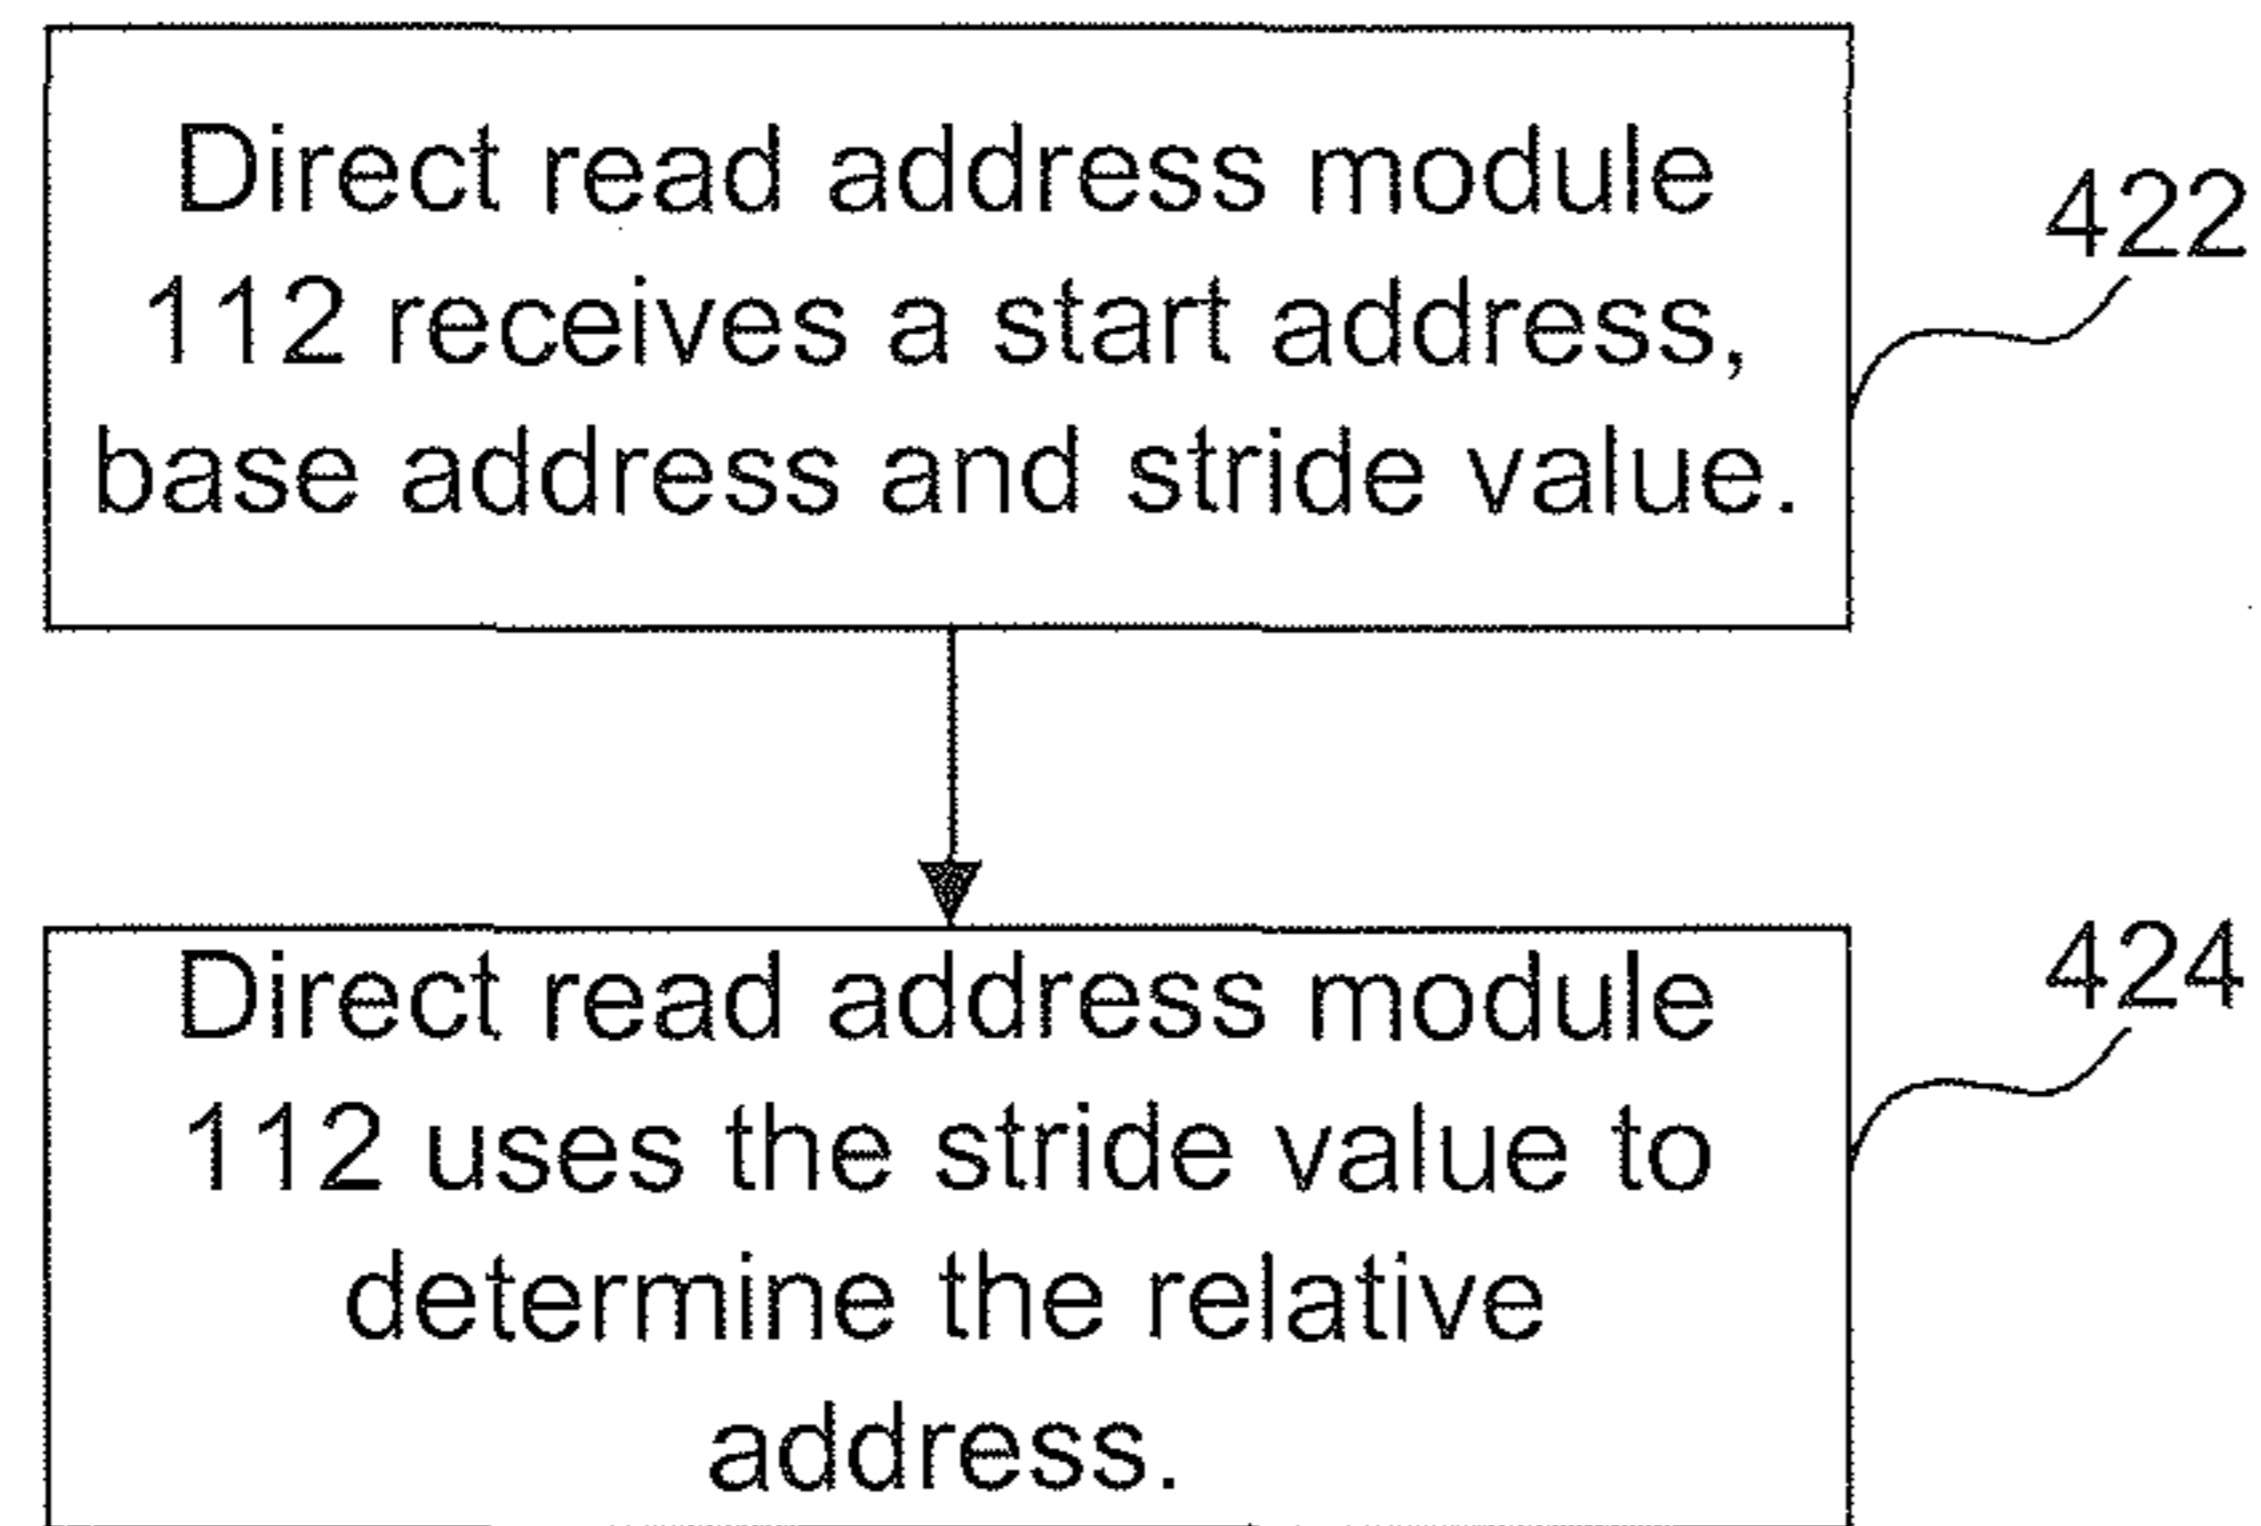 Direct read address module
112 receives a start address,
base address and stride value.
422
Direct read address module
112 uses the stride value to
determine the relative
address.
424